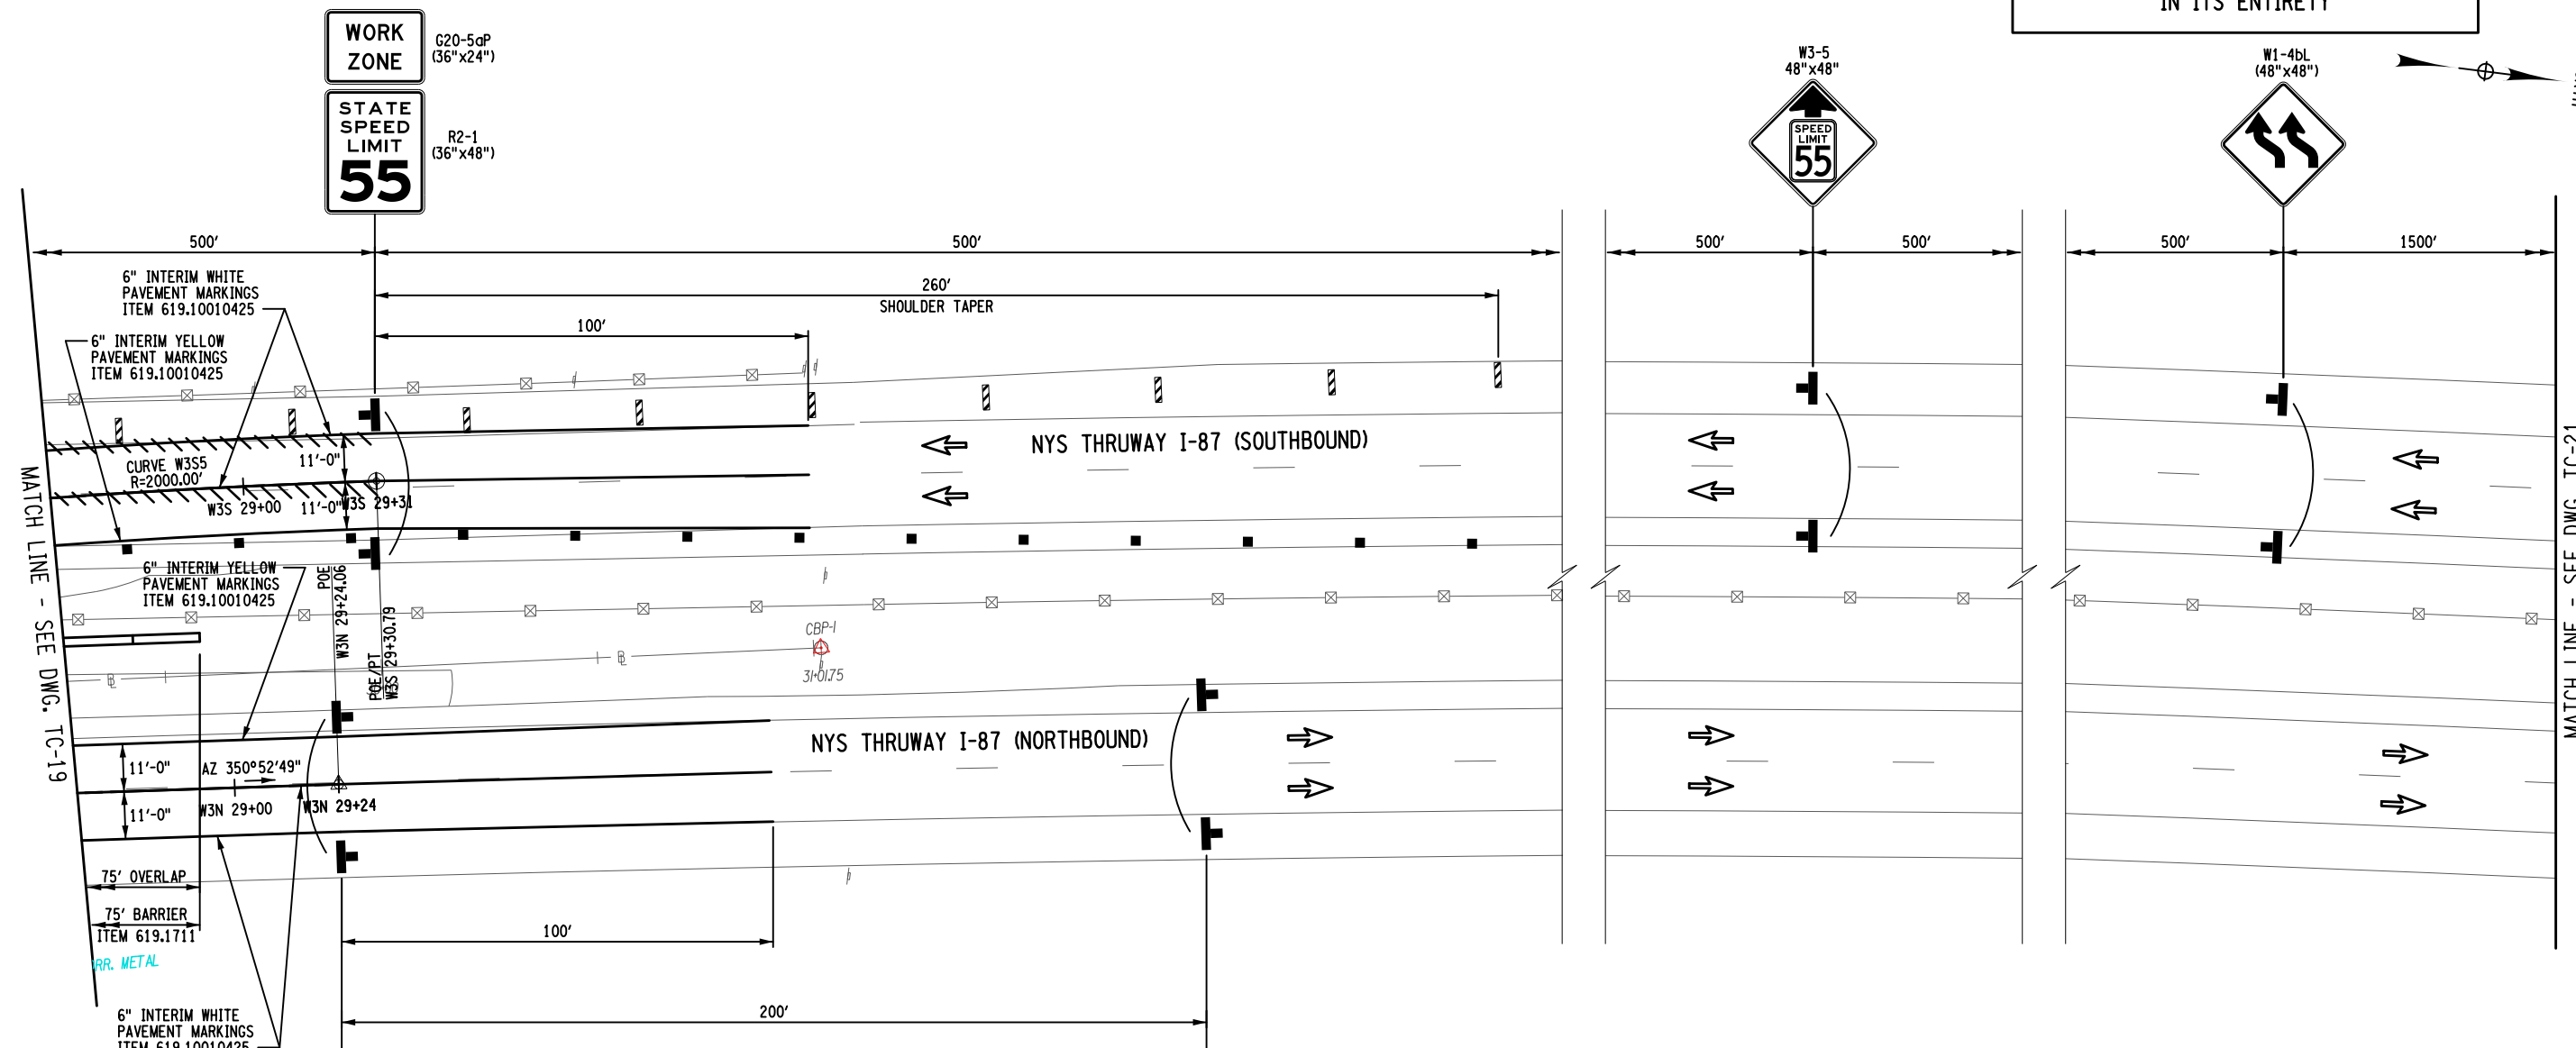 IN ITS ENTIRETY
WORK
ZONE
G20-5aP
(36"x24")
STATE
SPEED
LIMIT
55
R2-1
(36"x48")
W3-5
48"x48"
SPEED
LIMIT
55
W1-4bL
(48"x48")
500'
500'
500'
500'
500'
1500'
260'
SHOULDER TAPER
100'
6" INTERIM WHITE
PAVEMENT MARKINGS
ITEM 619.10010425
6" INTERIM YELLOW
PAVEMENT MARKINGS
ITEM 619.10010425
CURVE W3S5
R=2000.00'
11'-0"
W3S 29+00
11'-0"
W3S 29+31
NYS THRUWAY I-87 (SOUTHBOUND)
MATCH LINE - SEE DWG. TC-19
MATCH LINE - SEE DWG. TC-21
6" INTERIM YELLOW
PAVEMENT MARKINGS
ITEM 619.10010425
POE
W3N 29+24.06
POE/PT
W3S 29+30.79
BL
BL
CBP-1
31+01.75
NYS THRUWAY I-87 (NORTHBOUND)
11'-0"
AZ 350°52'49"
11'-0"
W3N 29+00
W3N 29+24
75' OVERLAP
75' BARRIER
ITEM 619.1711
RR. METAL
100'
200'
6" INTERIM WHITE
PAVEMENT MARKINGS
ITEM 619.10010425